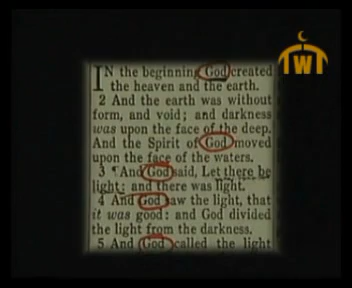 IN the beginning God created
the heaven and the earth.
2 And the earth was without
form, and void; and darkness
was upon the face of the deep.
And the Spirit of God moved
upon the face of the waters.
3 ¶And God said, Let there be
light: and there was light.
4 And God saw the light, that
it was good: and God divided
the light from the darkness.
5 And God called the light
IWI